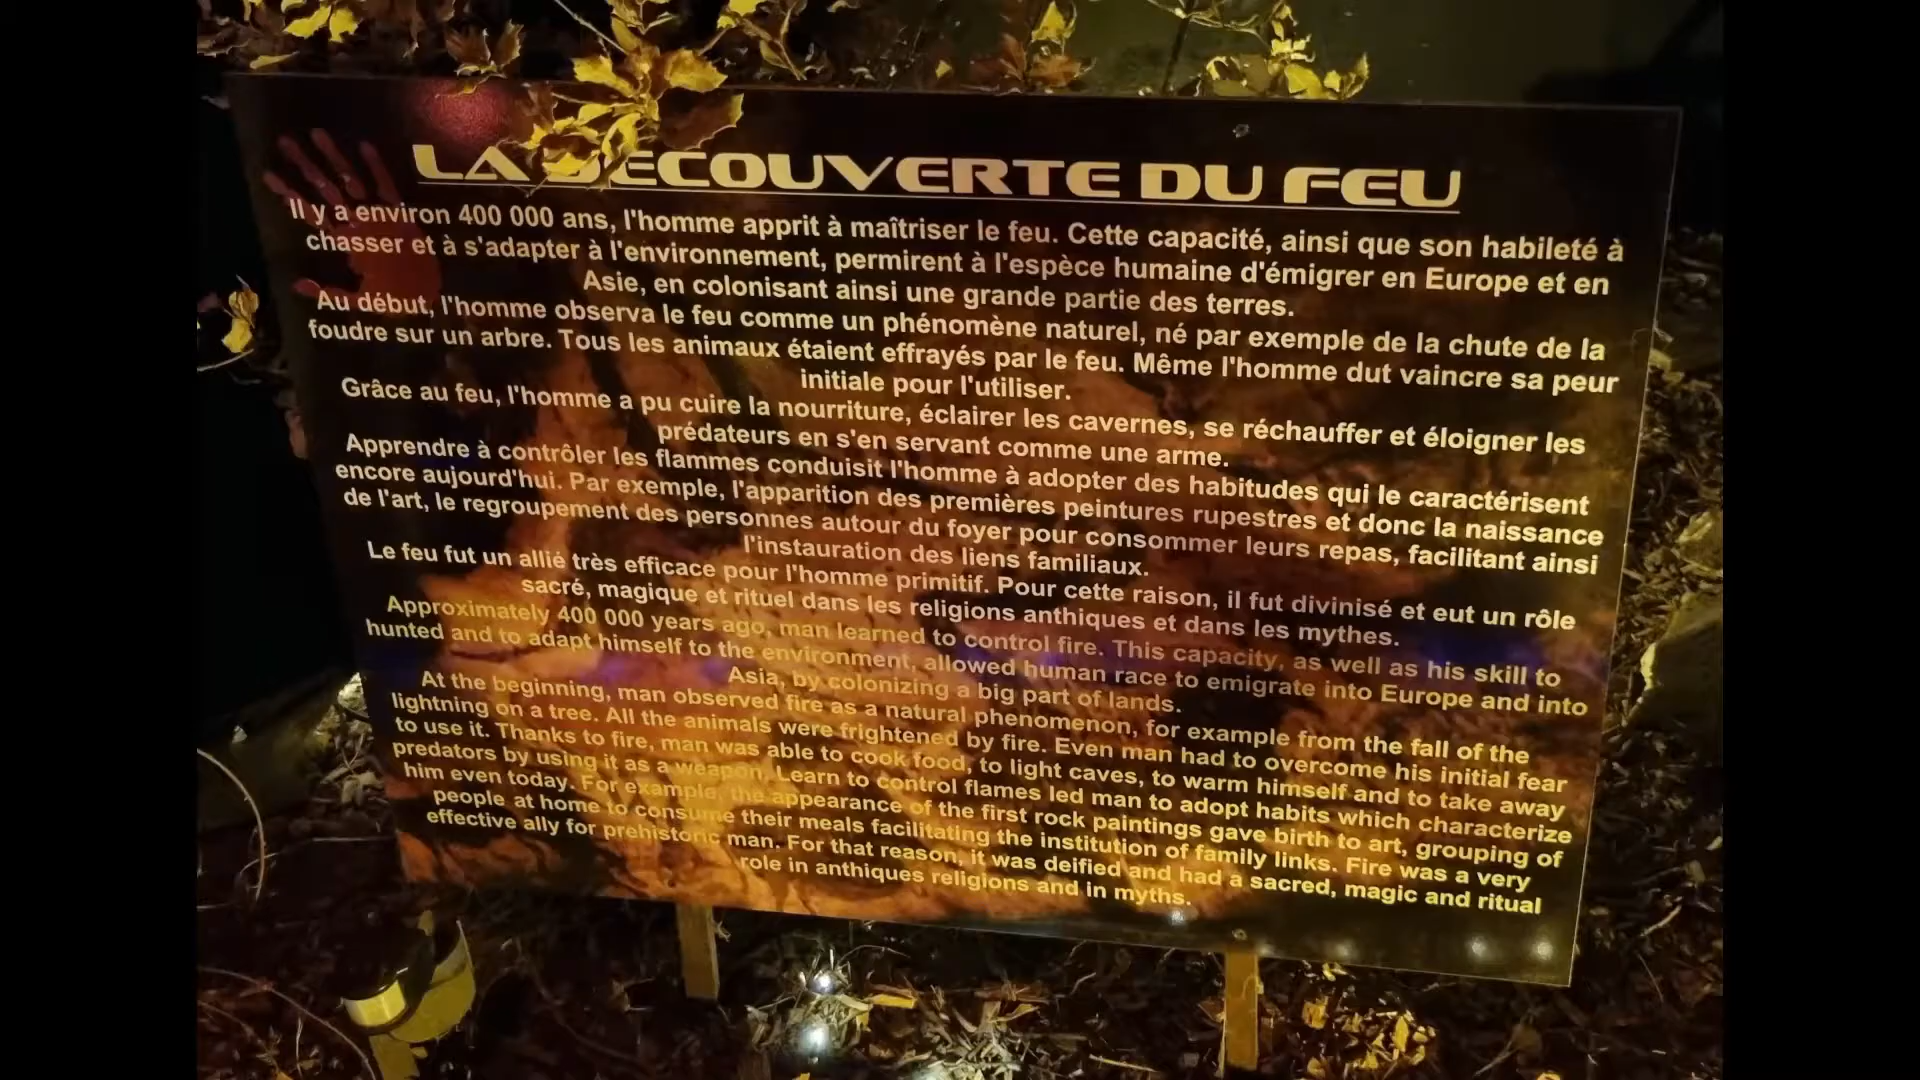 LA DECOUVERTE DU FEU
Il y a environ 400 000 ans, l'homme apprit à maîtriser le feu. Cette capacité, ainsi que son habileté à
chasser et à s'adapter à l'environnement, permirent à l'espèce humaine d'émigrer en Europe et en
Asie, en colonisant ainsi une grande partie des terres.
Au début, l'homme observa le feu comme un phénomène naturel, né par exemple de la chute de la
foudre sur un arbre. Tous les animaux étaient effrayés par le feu. Même l'homme dut vaincre sa peur
initiale pour l'utiliser.
Grâce au feu, l'homme a pu cuire la nourriture, éclairer les cavernes, se réchauffer et éloigner les
prédateurs en s'en servant comme une arme.
Apprendre à contrôler les flammes conduisit l'homme à adopter des habitudes qui le caractérisent
encore aujourd'hui. Par exemple, l'apparition des premières peintures rupestres et donc la naissance
de l'art, le regroupement des personnes autour du foyer pour consommer leurs repas, facilitant ainsi
l'instauration des liens familiaux.
Le feu fut un allié très efficace pour l'homme primitif. Pour cette raison, il fut divinisé et eut un rôle
sacré, magique et rituel dans les religions anthiques et dans les mythes.
Approximately 400 000 years ago, man learned to control fire. This capacity, as well as his skill to
hunted and to adapt himself to the environment, allowed human race to emigrate into Europe and into
Asia, by colonizing a big part of lands.
At the beginning, man observed fire as a natural phenomenon, for example from the fall of the
lightning on a tree. All the animals were frightened by fire. Even man had to overcome his initial fear
to use it. Thanks to fire, man was able to cook food, to light caves, to warm himself and to take away
predators by using it as a weapon. Learn to control flames led man to adopt habits which characterize
him even today. For example, the appearance of the first rock paintings gave birth to art, grouping of
people at home to consume their meals facilitating the institution of family links. Fire was a very
effective ally for prehistoric man. For that reason, it was deified and had a sacred, magic and ritual
role in anthiques religions and in myths.